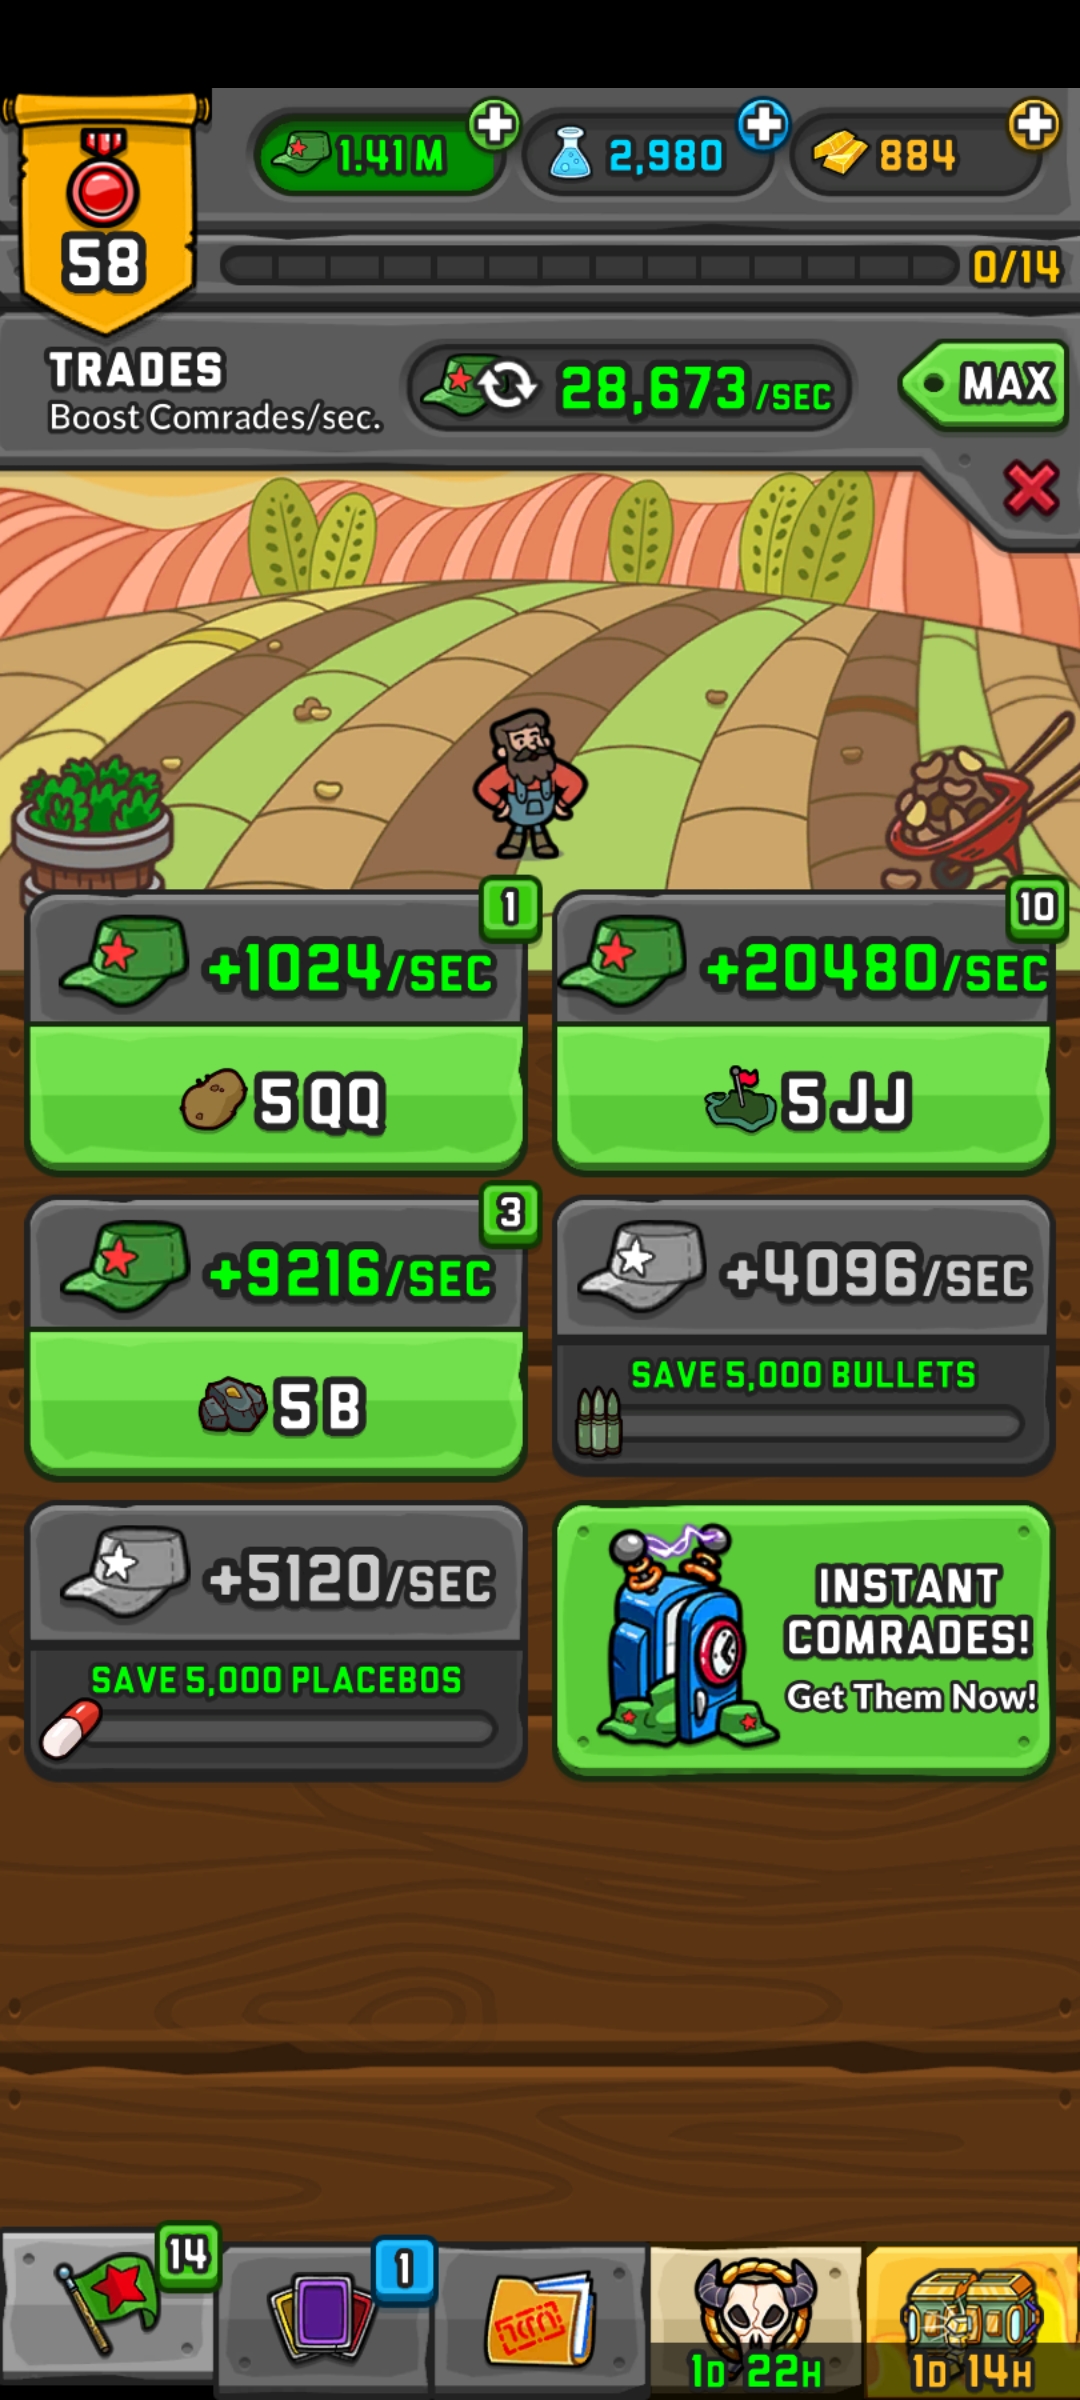 58
1.41M
2,980
884
0/14
TRADES
Boost Comrades/sec.
28,673/SEC
MAX
1
+1024/SEC
5QQ
10
+20480/SEC
5JJ
3
+9216/SEC
5B
+4096/SEC
SAVE 5,000 BULLETS
+5120/SEC
SAVE 5,000 PLACEBOS
INSTANT
COMRADES!
Get Them Now!
14
1
1D 22H
1D 14H